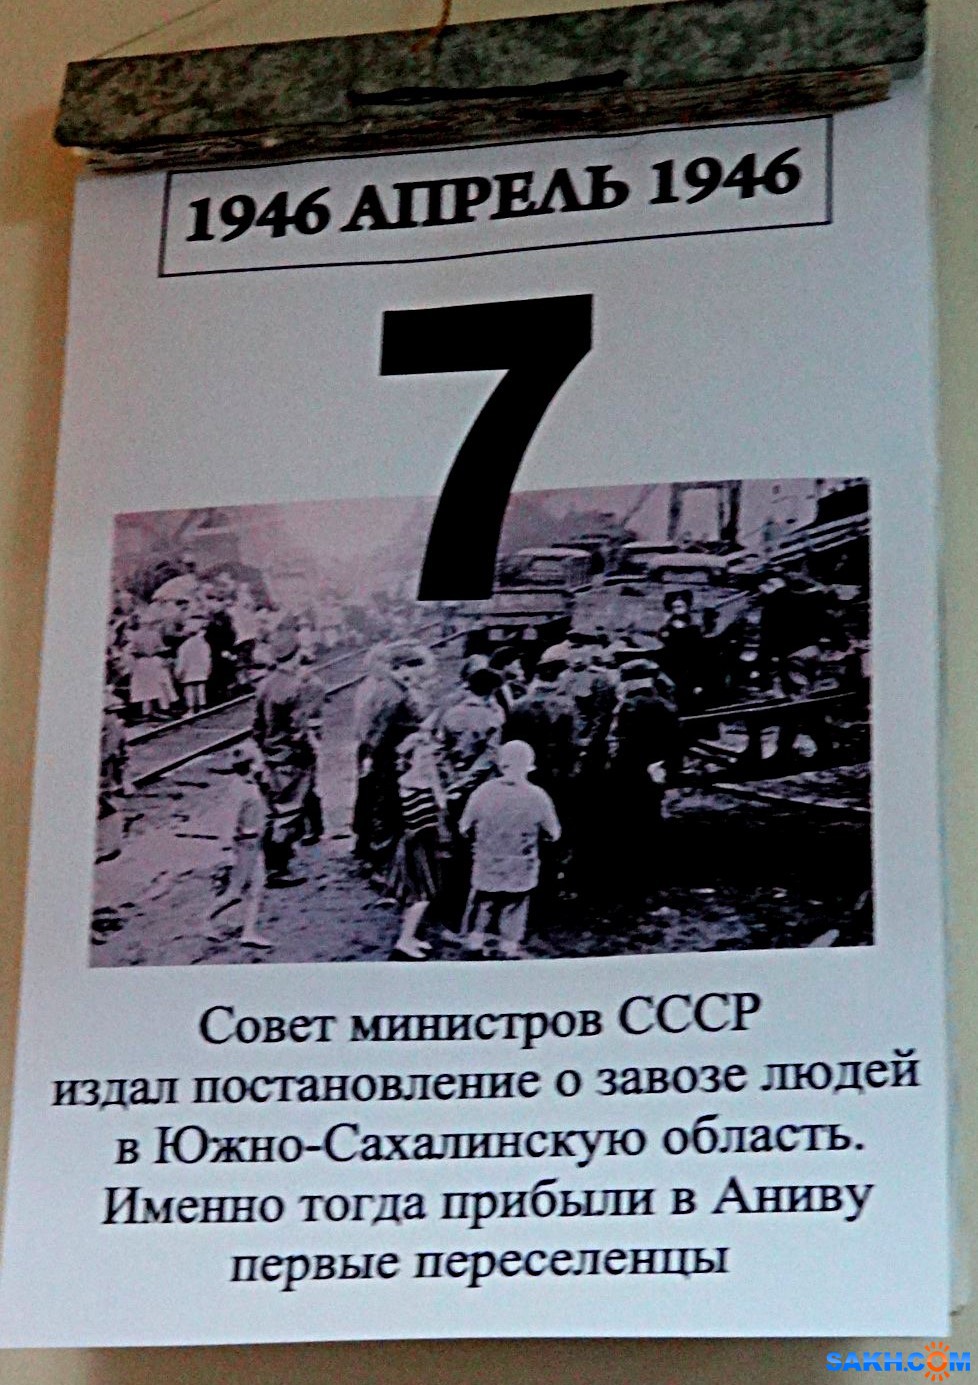 1946 АПРЕЛЬ 1946
7
Совет министров СССР
издал постановление о завозе людей
в Южно-Сахалинскую область.
Именно тогда прибыли в Аниву
первые переселенцы
SAKH.COM